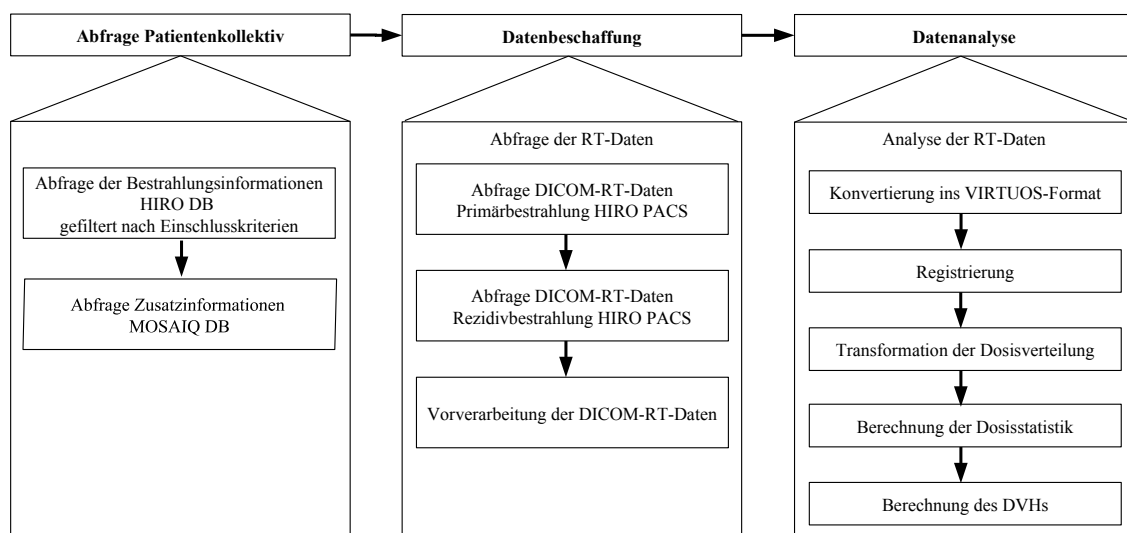 Abfrage Patientenkollektiv
Datenbeschaffung
Datenanalyse
Abfrage der Bestrahlungsinformationen
HIRO DB
gefiltert nach Einschlusskriterien
Abfrage Zusatzinformationen
MOSAIQ DB
Abfrage der RT-Daten
Abfrage DICOM-RT-Daten
Primärbestrahlung HIRO PACS
Abfrage DICOM-RT-Daten
Rezidivbestrahlung HIRO PACS
Vorverarbeitung der DICOM-RT-Daten
Analyse der RT-Daten
Konvertierung ins VIRTUOS-Format
Registrierung
Transformation der Dosisverteilung
Berechnung der Dosisstatistik
Berechnung des DVHs